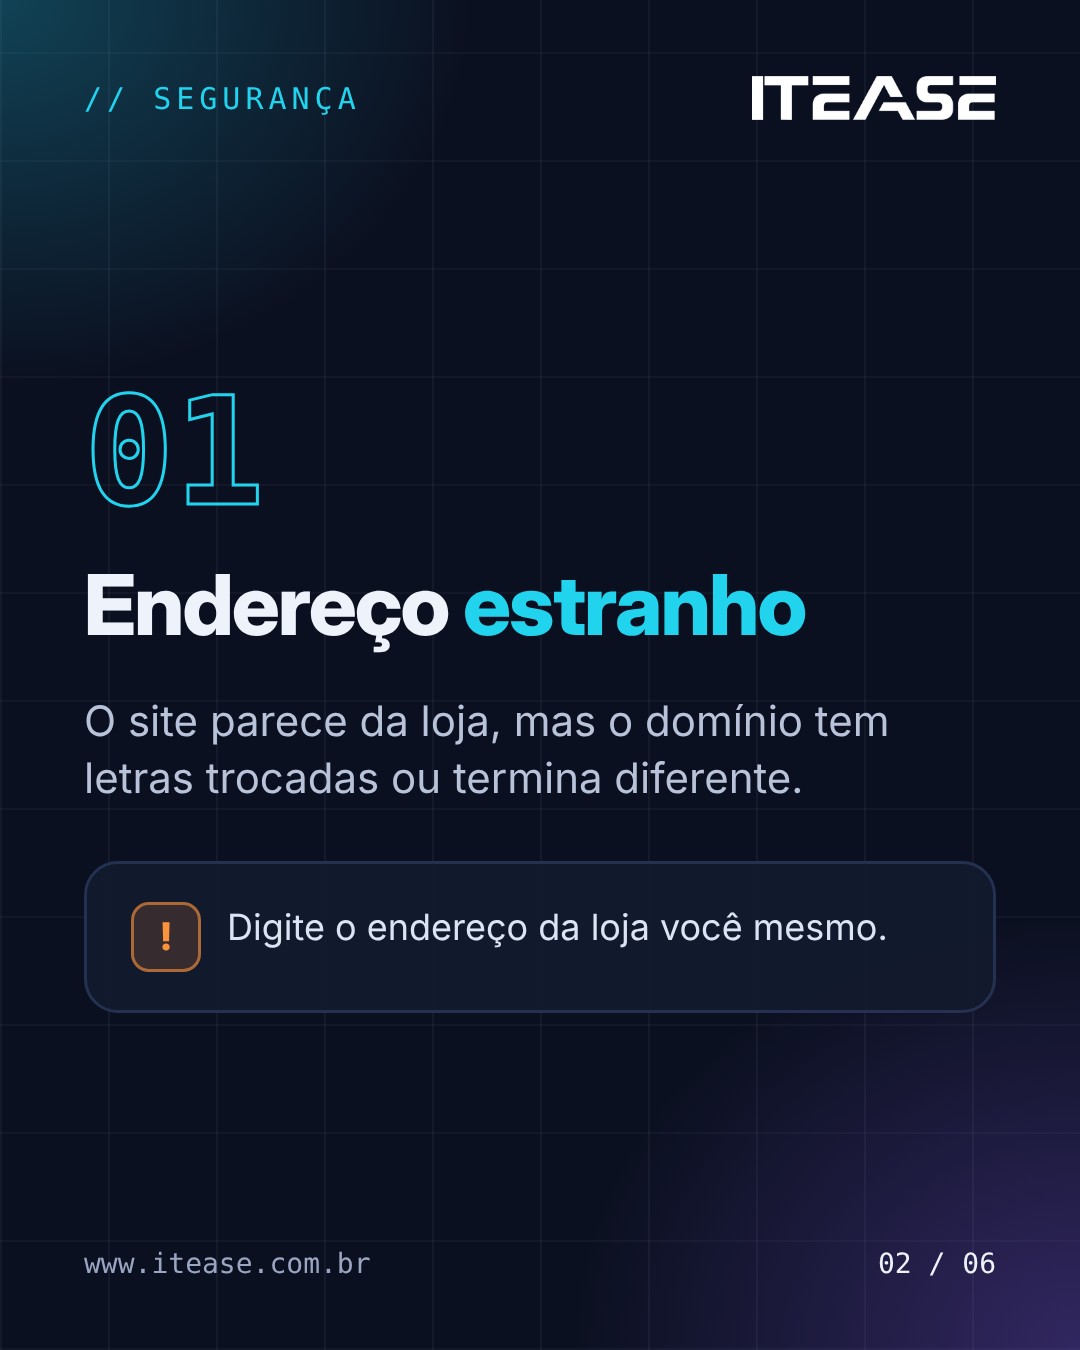 // SEGURANÇA
ITEASE
01
Endereço estranho
O site parece da loja, mas o domínio tem
letras trocadas ou termina diferente.
! Digite o endereço da loja você mesmo.
www.itease.com.br
02 / 06